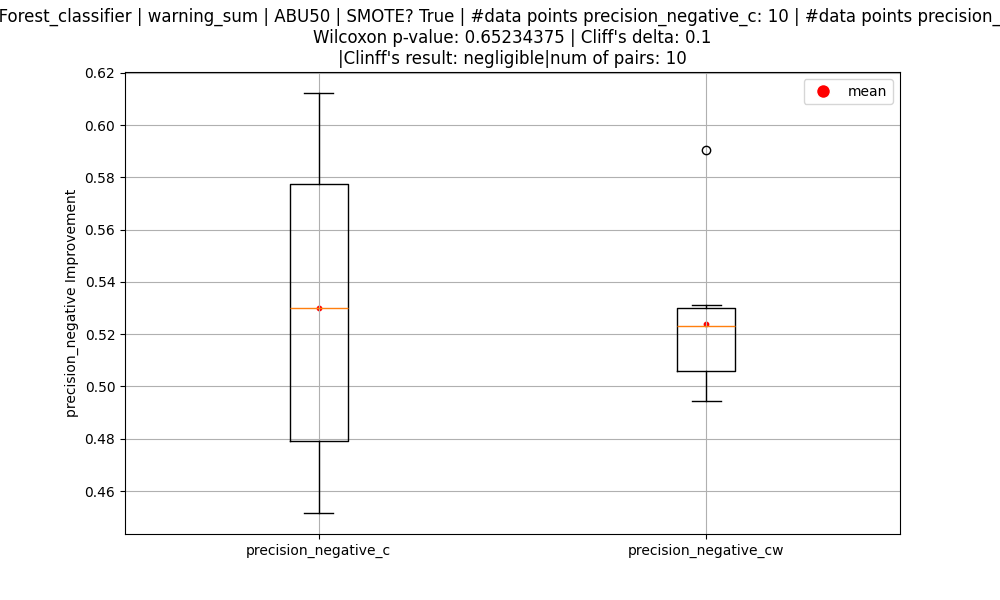 Forest_classifier | warning_sum | ABU50 | SMOTE? True | #data points precision_negative_c: 10 | #data points precision_
Wilcoxon p-value: 0.65234375 | Cliff's delta: 0.1
|Clinff's result: negligible|num of pairs: 10
mean
0.62
0.60
0.58
0.56
0.54
0.52
0.50
0.48
0.46
precision_negative Improvement
precision_negative_c
precision_negative_cw